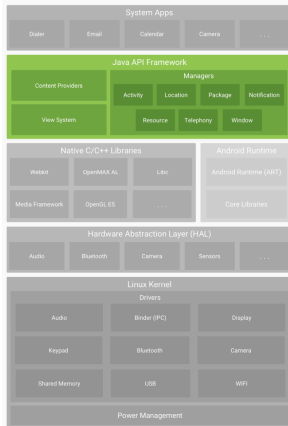 System Apps
Dialer Email Calendar Camera . . .
Java API Framework
Content Providers
Managers
Activity Location Package Notification
View System
Resource Telephony Window
Native C/C++ Libraries
Webkit OpenMAX AL Libc
Media Framework OpenGL ES . . .
Android Runtime
Android Runtime (ART)
Core Libraries
Hardware Abstraction Layer (HAL)
Audio Bluetooth Camera Sensors . . .
Linux Kernel
Drivers
Audio Binder (IPC) Display
Keypad Bluetooth Camera
Shared Memory USB WIFI
Power Management